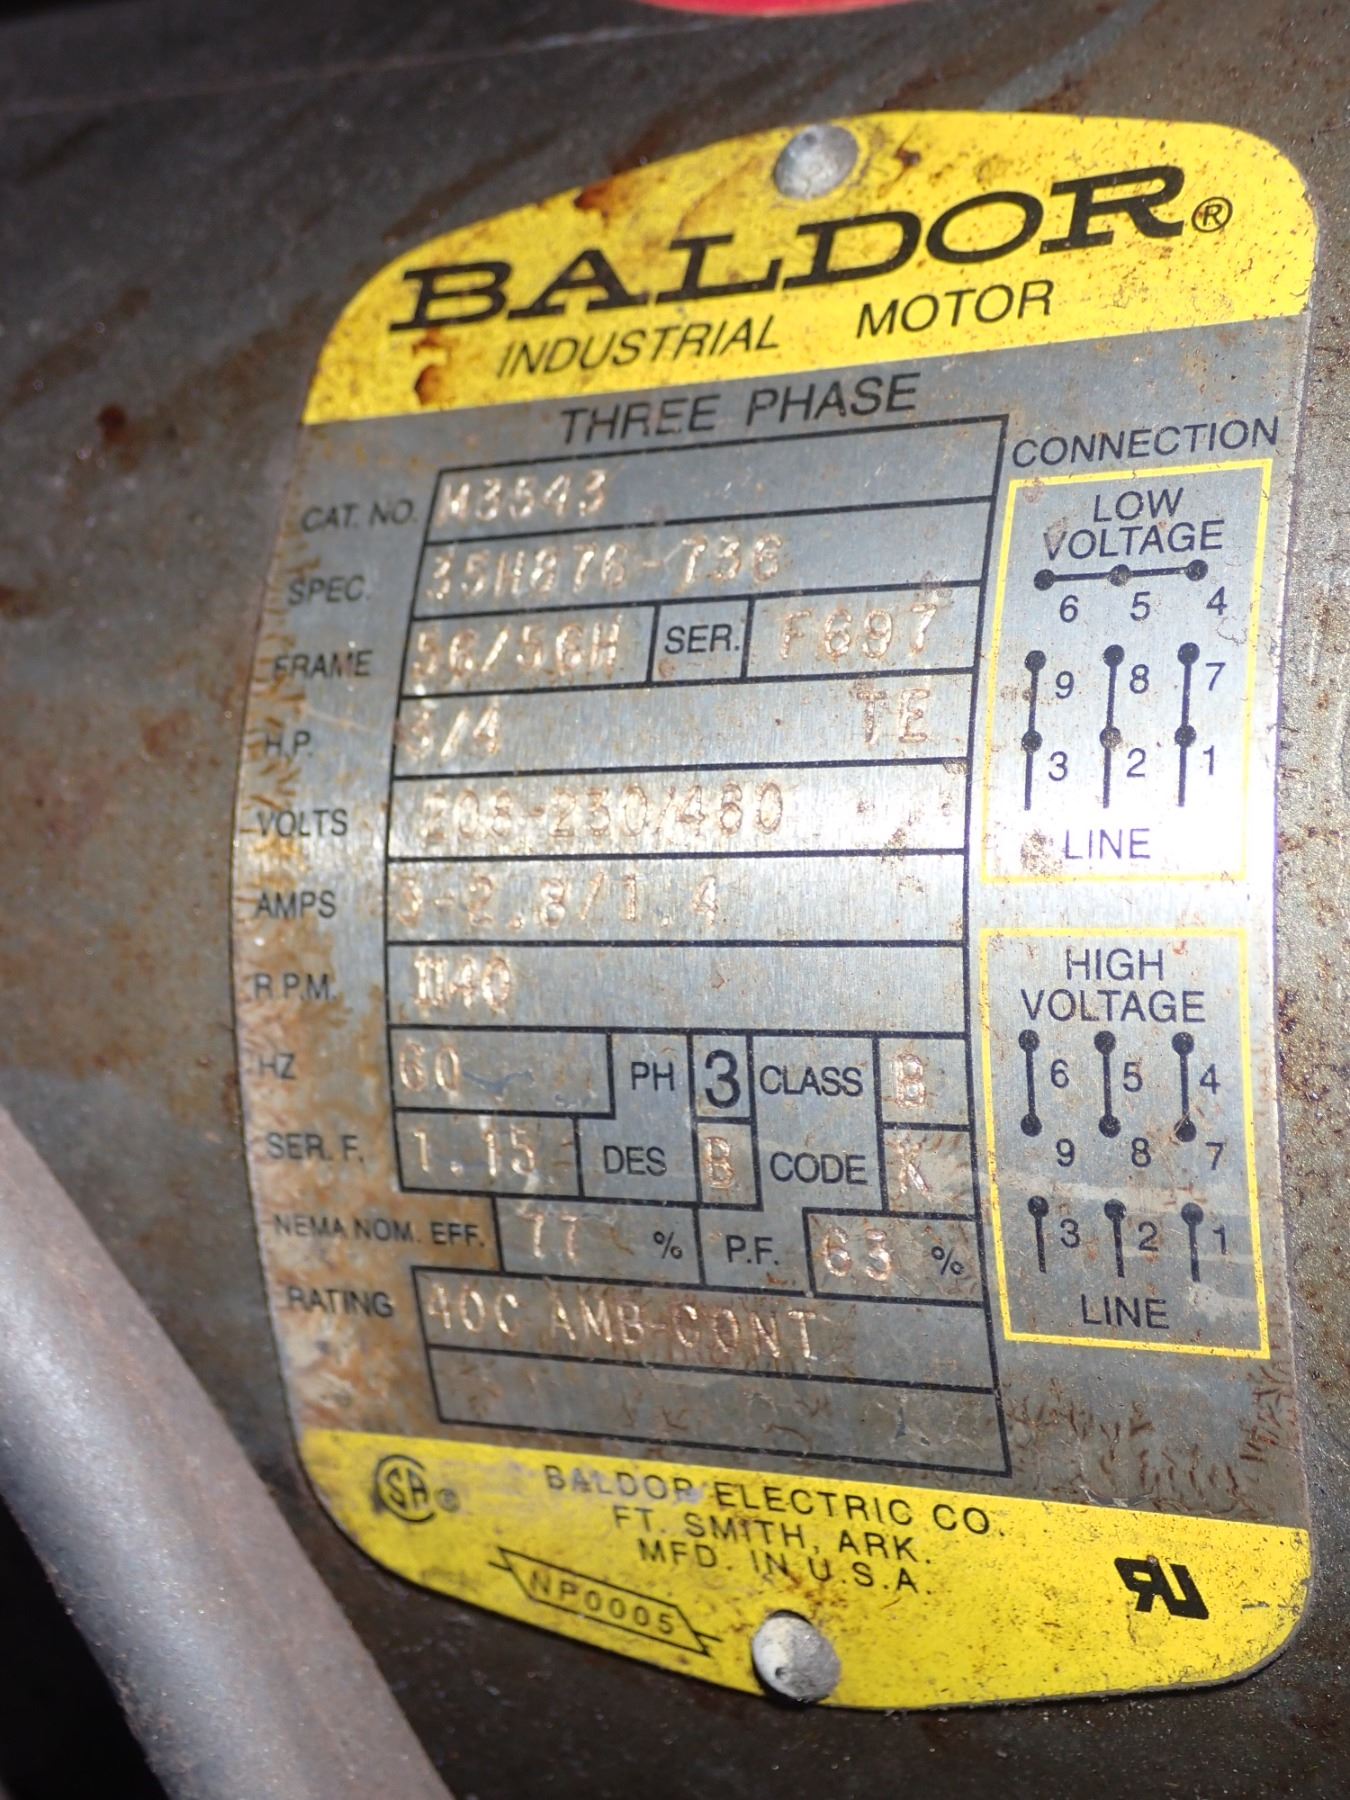 BALDOR®
INDUSTRIAL MOTOR
THREE PHASE
CAT. NO. M3543
SPEC. 35H876-736
FRAME 56/56H SER. F697
H.P. 3/4 TE
VOLTS 208-230/480
AMPS 3-2.8/1.4
R.P.M. 1140
HZ 60 PH 3 CLASS B
SER. F. 1.15 DES B CODE K
NEMA NOM. EFF. 77 % P.F. 63 %
RATING 40C AMB-CONT
CONNECTION
LOW
VOLTAGE
6 5 4
9 8 7
3 2 1
LINE
HIGH
VOLTAGE
6 5 4
9 8 7
3 2 1
LINE
SA®
BALDOR ELECTRIC CO.
FT. SMITH, ARK.
MFD. IN U.S.A.
NP0005
RU